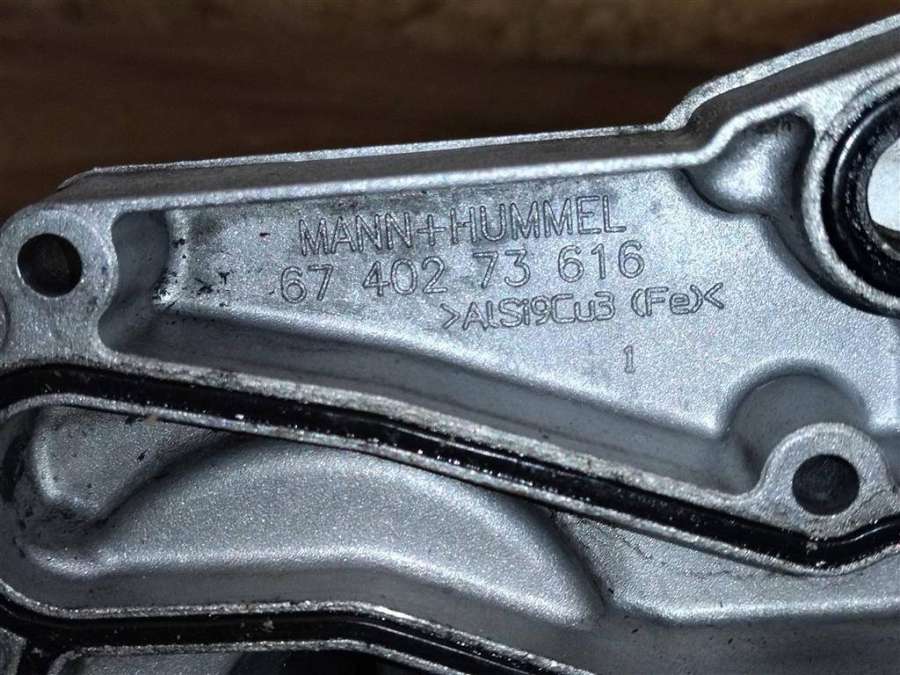 MANN+HUMMEL
67 402 73 616
>AlSi9Cu3 (Fe)<
1